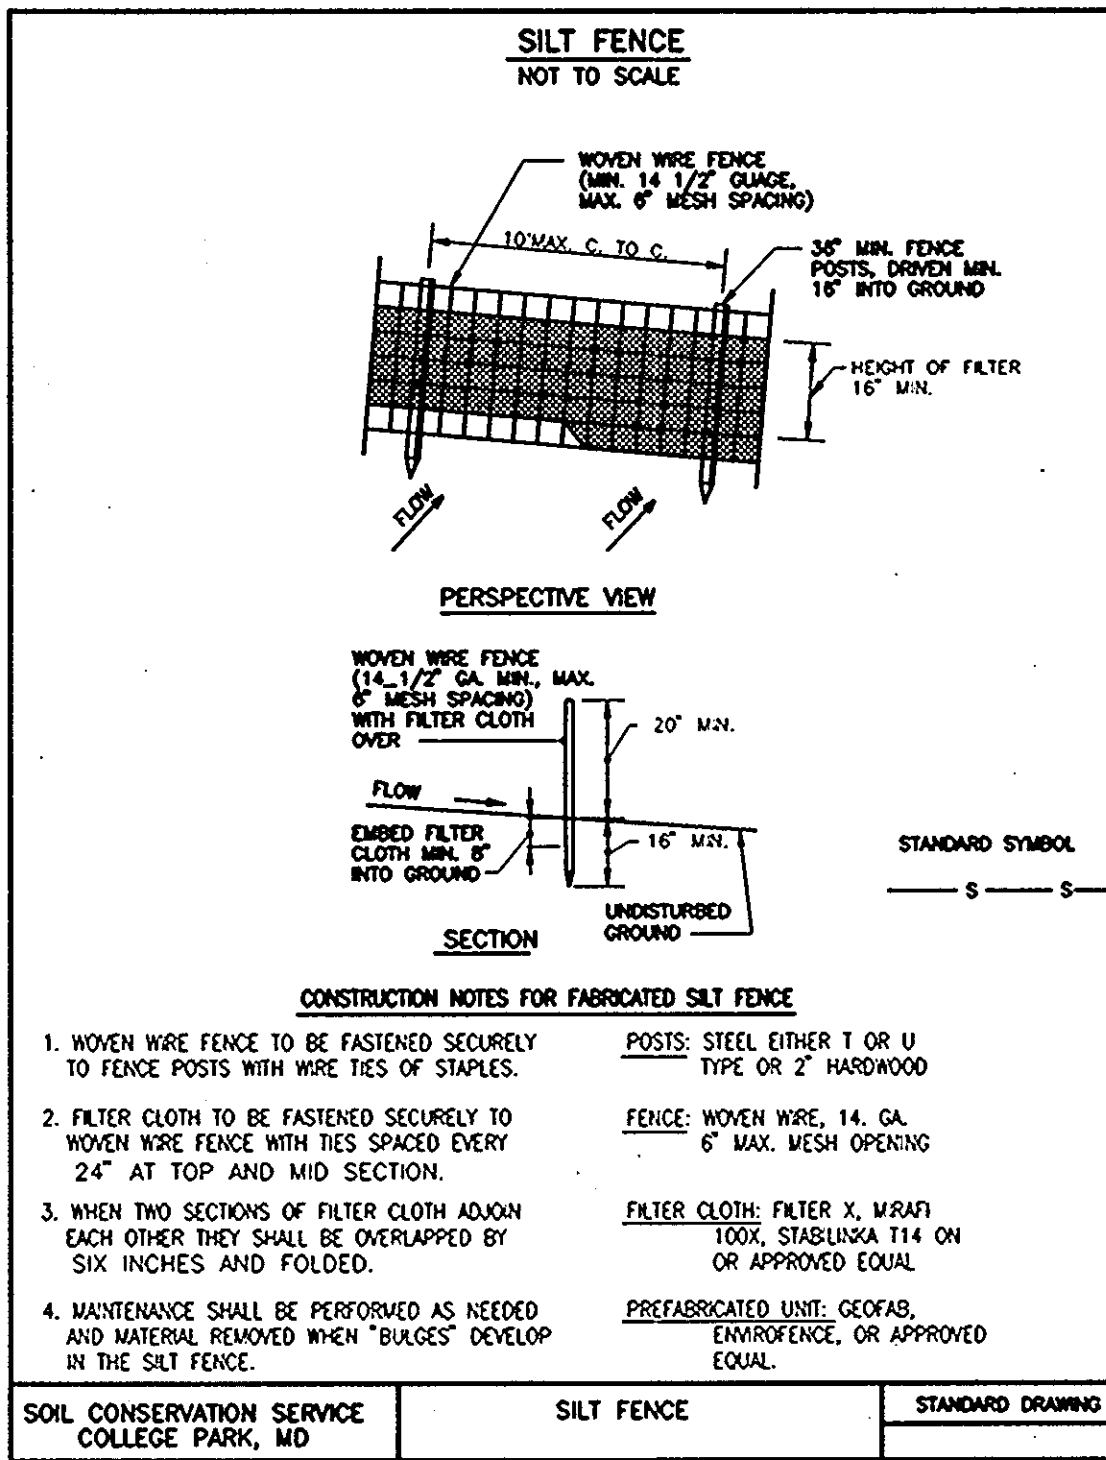 SILT FENCE
NOT TO SCALE
WOVEN WIRE FENCE
(MIN. 14 1/2" GUAGE,
MAX. 6" MESH SPACING)
10'MAX. C. TO C.
36" MIN. FENCE
POSTS, DRIVEN MIN.
16" INTO GROUND
HEIGHT OF FILTER
16" MIN.
FLOW
FLOW
PERSPECTIVE VIEW
WOVEN WIRE FENCE
(14_1/2" GA. MIN., MAX.
6" MESH SPACING)
WITH FILTER CLOTH
OVER
20" MIN.
FLOW
EMBED FILTER
CLOTH MIN. 8"
INTO GROUND
16" MIN.
UNDISTURBED
GROUND
STANDARD SYMBOL
S S
SECTION
CONSTRUCTION NOTES FOR FABRICATED SILT FENCE
1. WOVEN WIRE FENCE TO BE FASTENED SECURELY
TO FENCE POSTS WITH WIRE TIES OF STAPLES.
2. FILTER CLOTH TO BE FASTENED SECURELY TO
WOVEN WIRE FENCE WITH TIES SPACED EVERY
24" AT TOP AND MID SECTION.
3. WHEN TWO SECTIONS OF FILTER CLOTH ADJOIN
EACH OTHER THEY SHALL BE OVERLAPPED BY
SIX INCHES AND FOLDED.
4. MAINTENANCE SHALL BE PERFORMED AS NEEDED
AND MATERIAL REMOVED WHEN "BULGES" DEVELOP
IN THE SILT FENCE.
POSTS: STEEL EITHER T OR U
TYPE OR 2" HARDWOOD
FENCE: WOVEN WIRE, 14. GA.
6" MAX. MESH OPENING
FILTER CLOTH: FILTER X, MIRAFI
100X, STABILINKA T14 ON
OR APPROVED EQUAL
PREFABRICATED UNIT: GEOFAB,
ENVIROFENCE, OR APPROVED
EQUAL.
SOIL CONSERVATION SERVICE
COLLEGE PARK, MD
SILT FENCE
STANDARD DRAWING